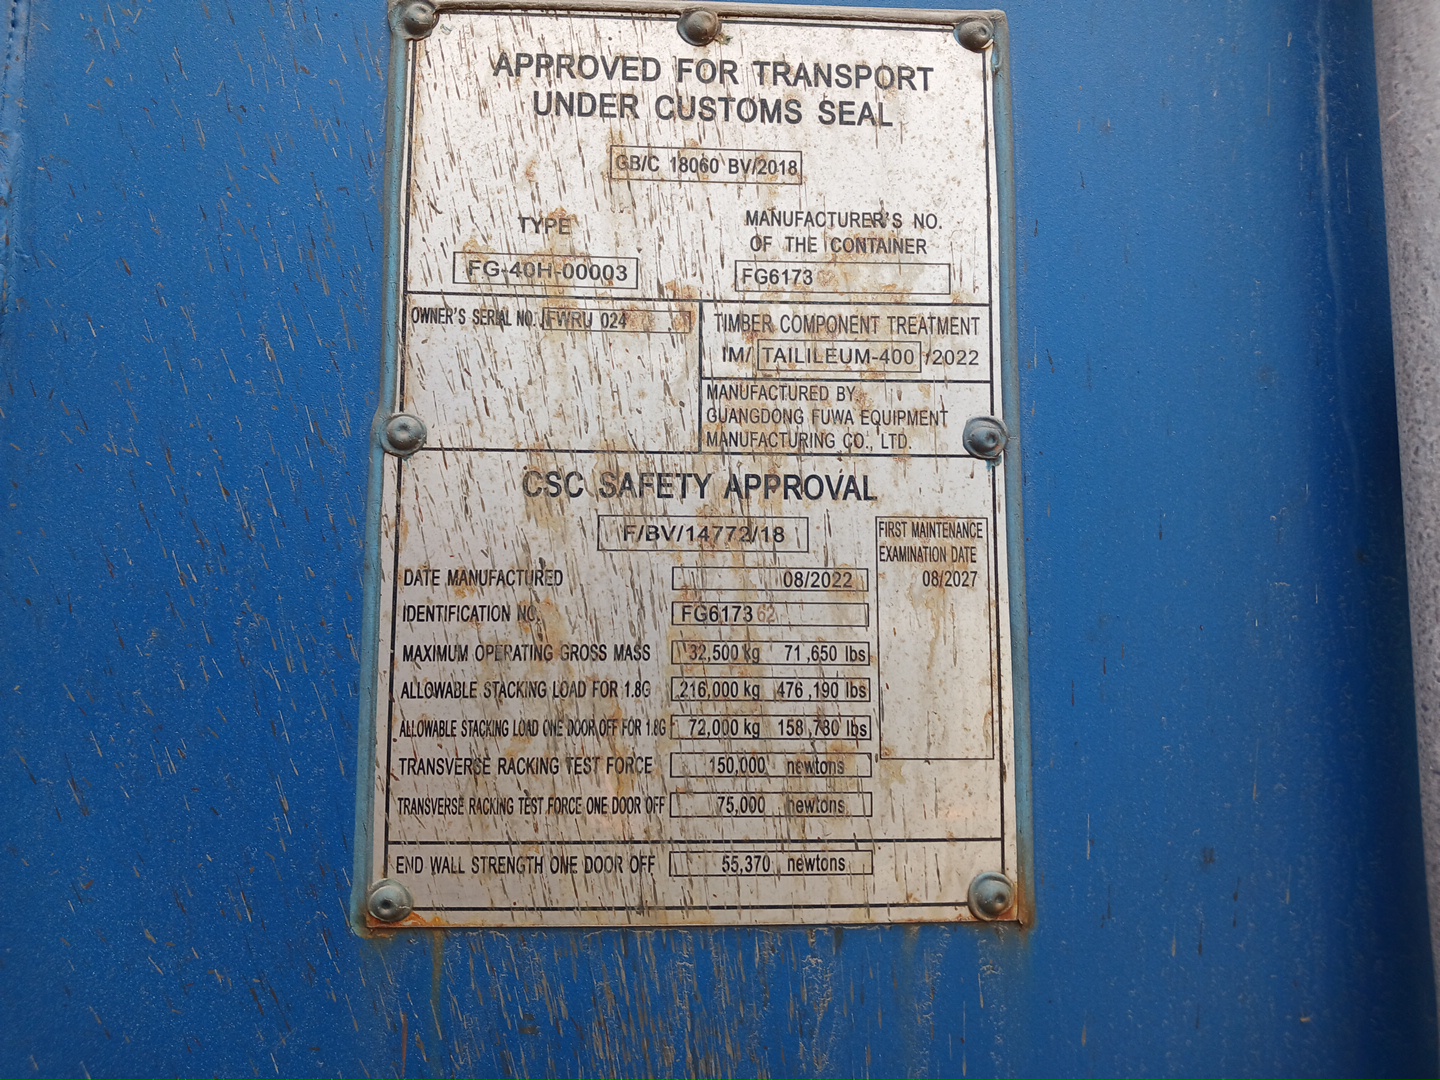 APPROVED FOR TRANSPORT
UNDER CUSTOMS SEAL
GB/C 18060 BV/2018
TYPE
FG-40H-00003
MANUFACTURER'S NO.
OF THE CONTAINER
FG6173
OWNER'S SERIAL NO. FWRU 024
TIMBER COMPONENT TREATMENT
IM/ TAILILEUM-400 /2022
MANUFACTURED BY
GUANGDONG FUWA EQUIPMENT
MANUFACTURING CO., LTD.
CSC SAFETY APPROVAL
F/BV/14772/18
FIRST MAINTENANCE
EXAMINATION DATE
08/2027
DATE MANUFACTURED 08/2022
IDENTIFICATION NO. FG617362
MAXIMUM OPERATING GROSS MASS 32,500 kg 71,650 lbs
ALLOWABLE STACKING LOAD FOR 1.8G 216,000 kg 476,190 lbs
ALLOWABLE STACKING LOAD ONE DOOR OFF FOR 1.8G 72,000 kg 158,730 lbs
TRANSVERSE RACKING TEST FORCE 150,000 newtons
TRANSVERSE RACKING TEST FORCE ONE DOOR OFF 75,000 newtons
END WALL STRENGTH ONE DOOR OFF 55,370 newtons